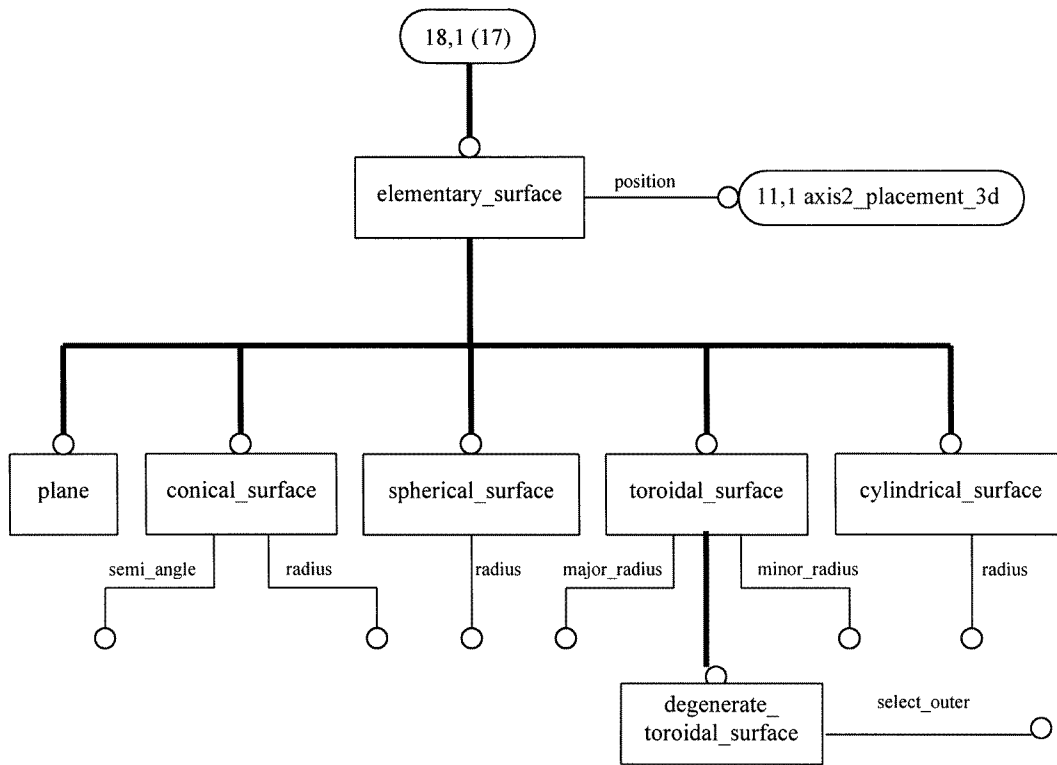 18,1 (17)
elementary_surface
position
11,1 axis2_placement_3d
plane
conical_surface
spherical_surface
toroidal_surface
cylindrical_surface
semi_angle
radius
radius
major_radius
minor_radius
radius
degenerate_
toroidal_surface
select_outer